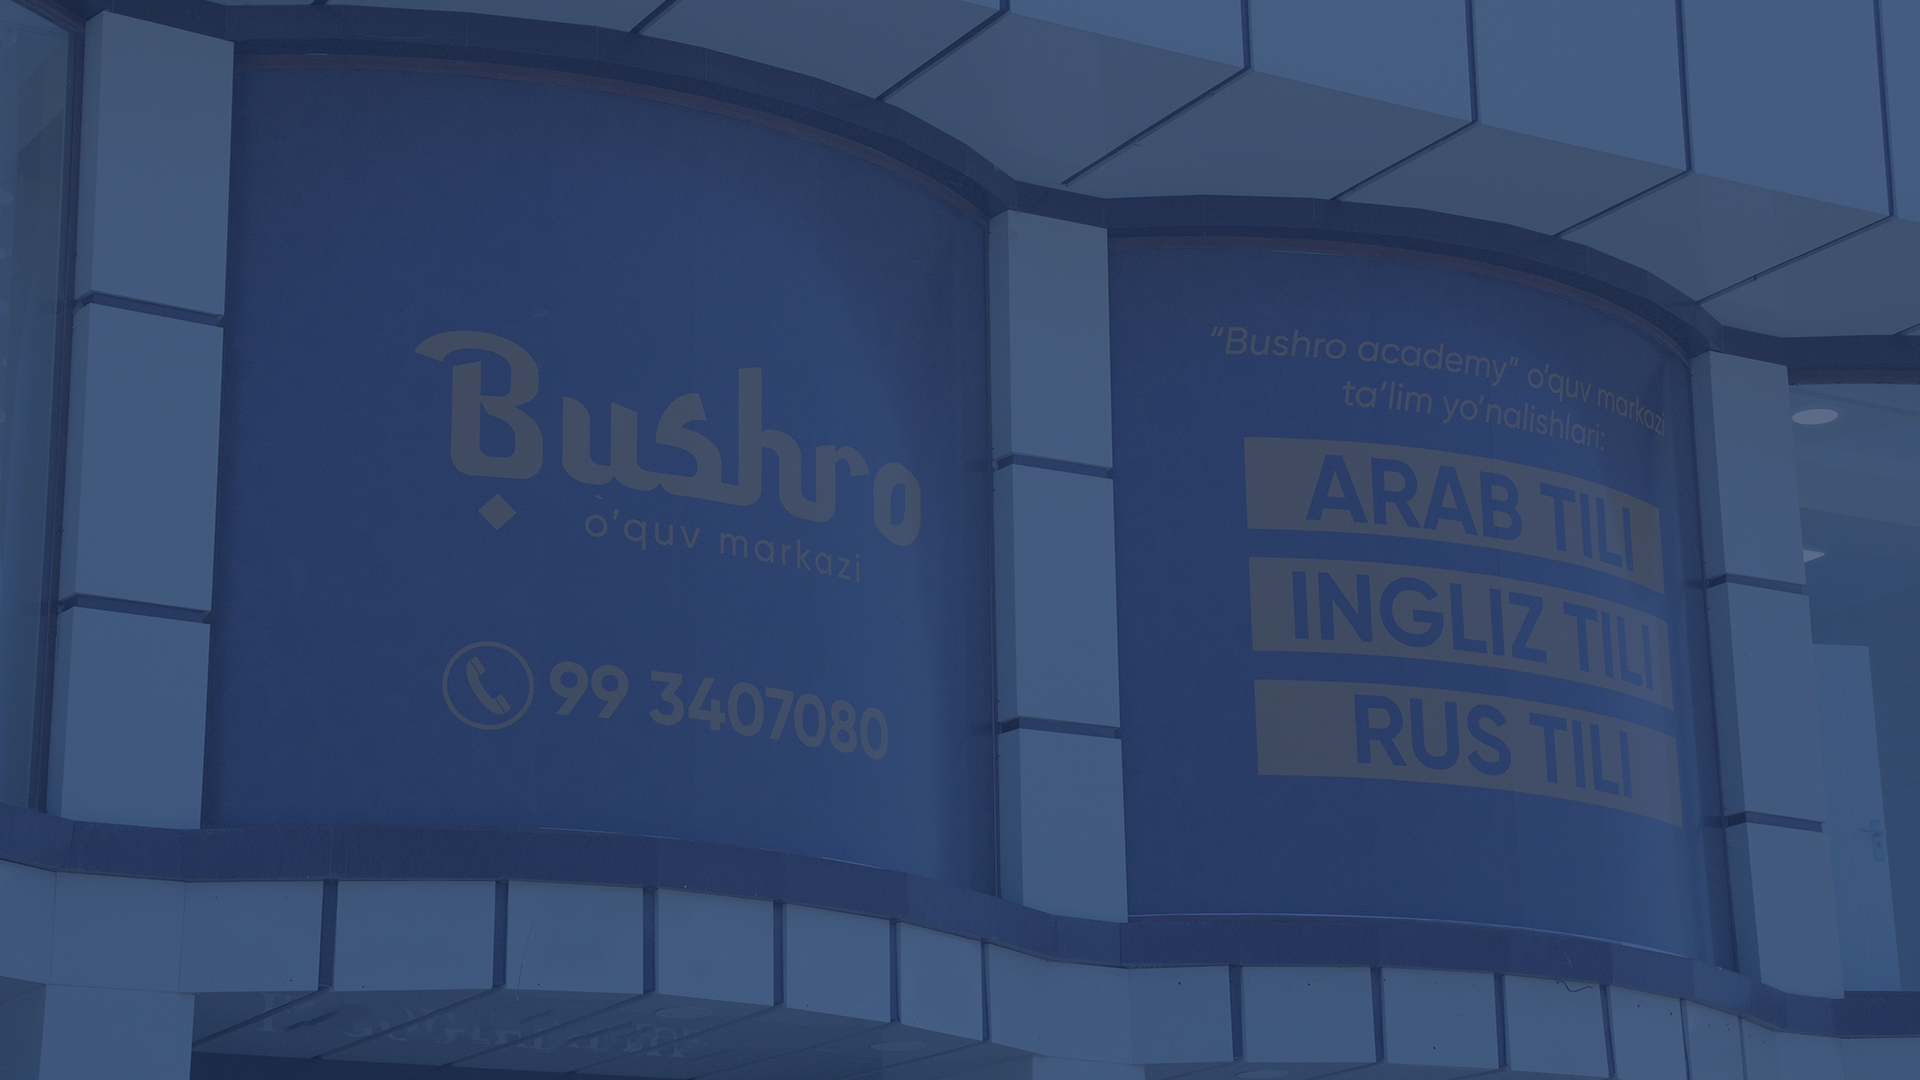 Bushro
o‘quv markazi
99 3407080
“Bushro academy” o‘quv markazi
ta’lim yo‘nalishlari:
ARAB TILI
INGLIZ TILI
RUS TILI